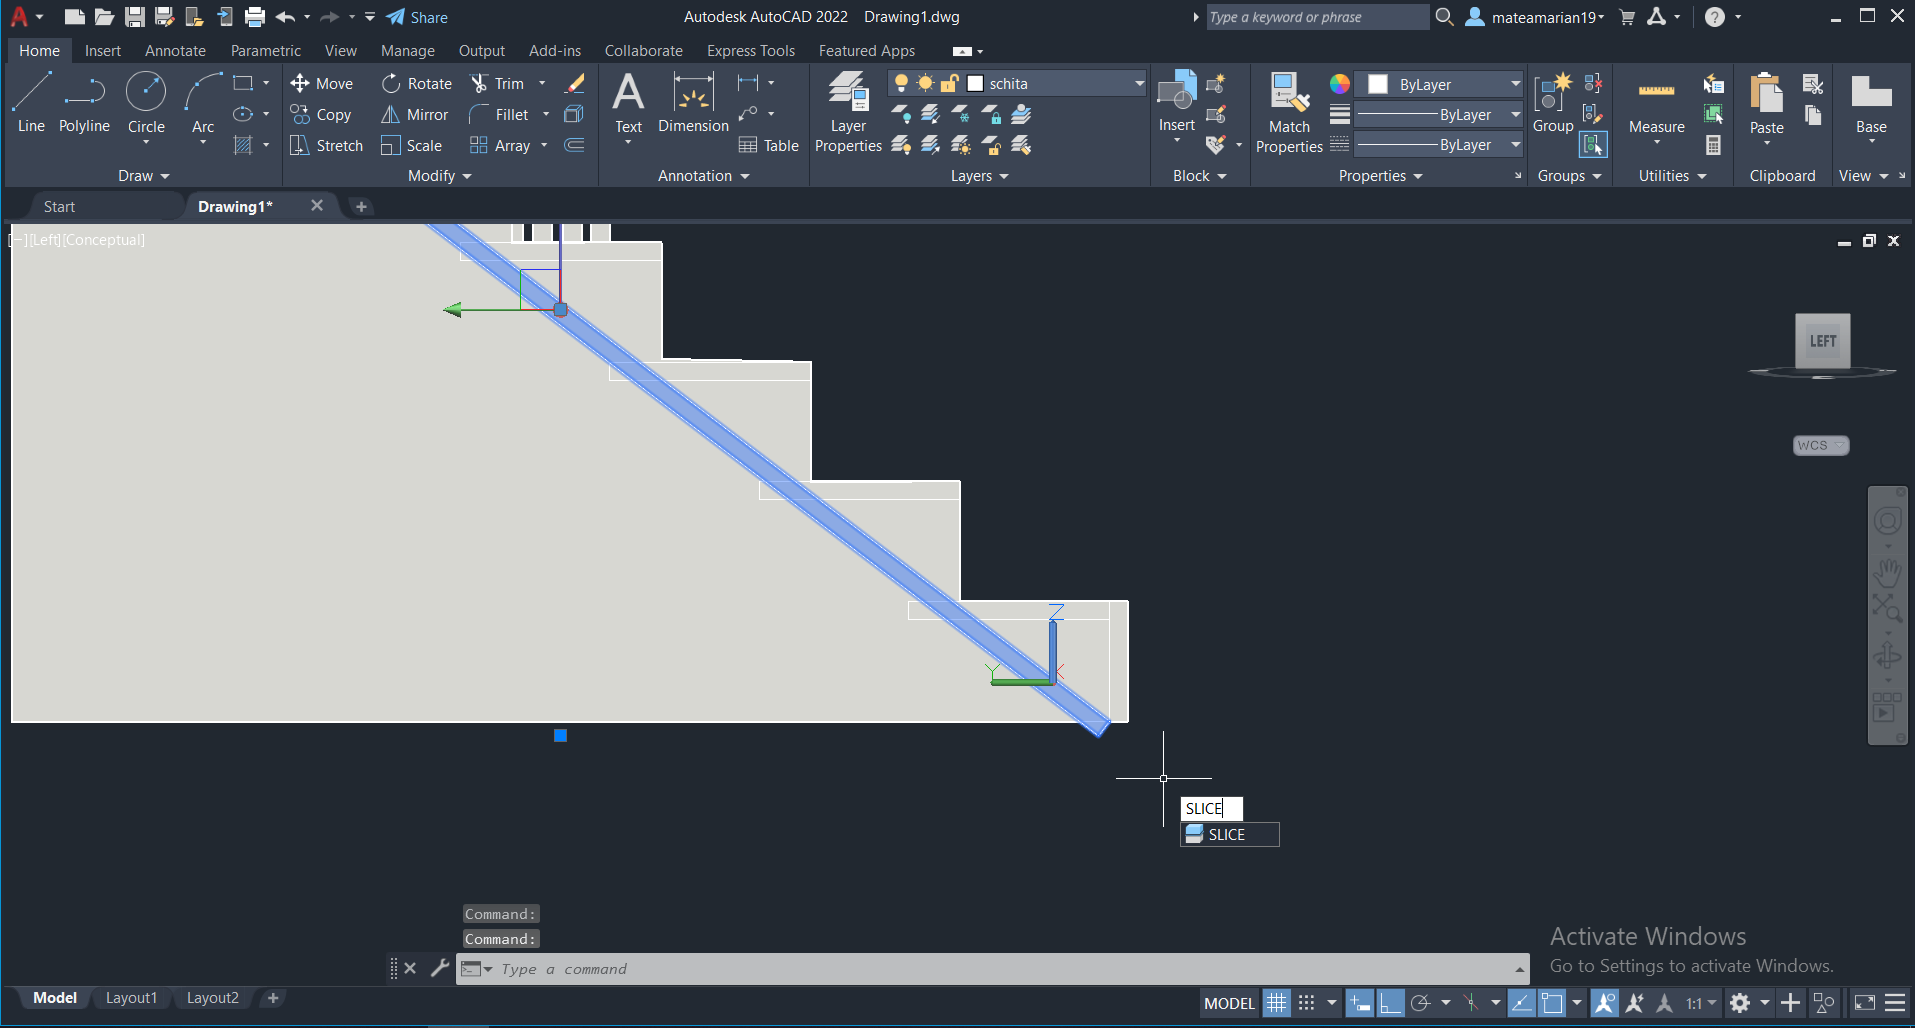 Share
Autodesk AutoCAD 2022 Drawing1.dwg
Type a keyword or phrase
mateamarian19
Home Insert Annotate Parametric View Manage Output Add-ins Collaborate Express Tools Featured Apps
Line Polyline Circle Arc
Draw
Move Rotate Trim
Copy Mirror Fillet
Stretch Scale Array
Modify
Text Dimension Table
Annotation
Layer
Properties
schita
Layers
Insert
Block
Match
Properties
ByLayer
ByLayer
ByLayer
Properties
Group
Groups
Measure
Utilities
Paste
Clipboard
Base
View
Start Drawing1*
[−][Left][Conceptual]
LEFT
WCS
Z
Y
SLICE
SLICE
Command:
Command:
Type a command
Activate Windows
Go to Settings to activate Windows.
Model Layout1 Layout2
MODEL 1:1